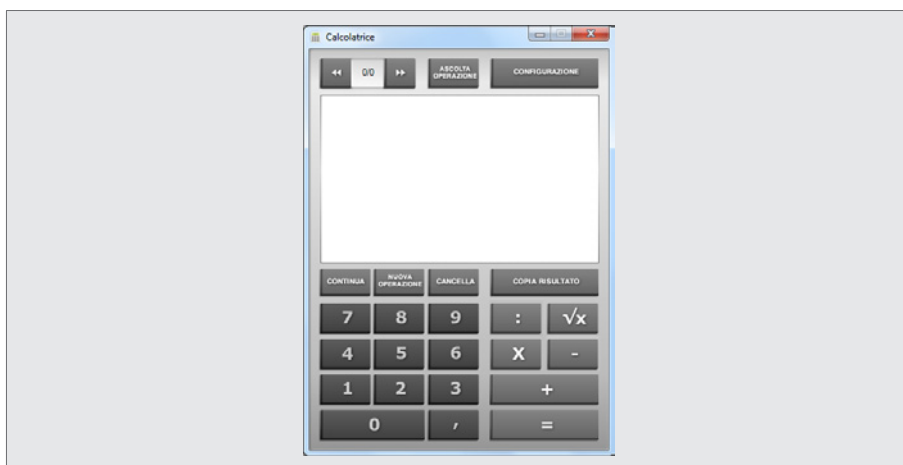 Calcolatrice
0/0 ASCOLTA OPERAZIONE CONFIGURAZIONE
CONTINUA NUOVA OPERAZIONE CANCELLA COPIA RISULTATO
7 8 9 : √x
4 5 6 X -
1 2 3 +
0 , =